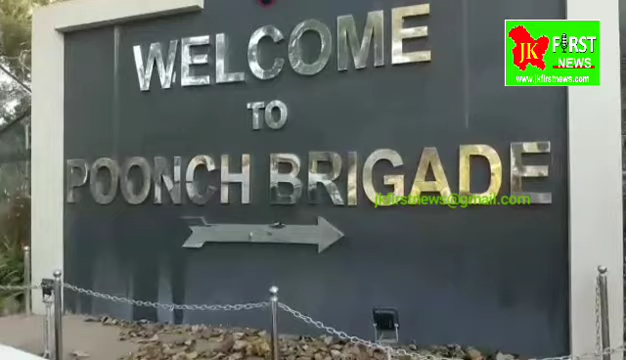 WELCOME
TO
POONCH BRIGADE
JK FIRST
NEWS
www.jkfirstnews.com
jkfirstnews@gmail.com